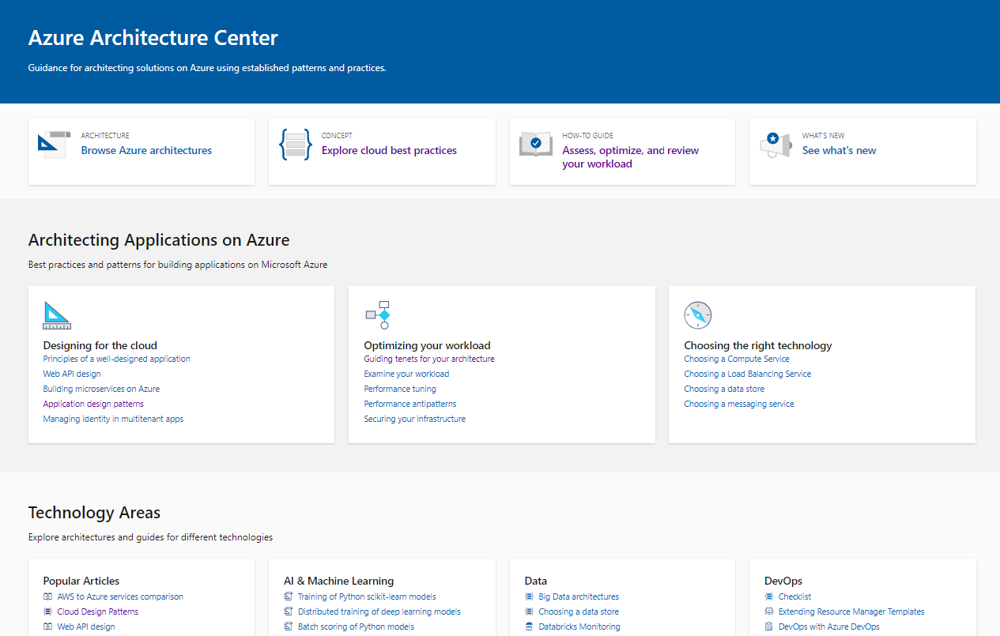 Azure Architecture Center
Guidance for architecting solutions on Azure using established patterns and practices.
ARCHITECTURE
Browse Azure architectures
CONCEPT
Explore cloud best practices
HOW-TO GUIDE
Assess, optimize, and review
your workload
WHAT'S NEW
See what's new
Architecting Applications on Azure
Best practices and patterns for building applications on Microsoft Azure
Designing for the cloud
Principles of a well-designed application
Web API design
Building microservices on Azure
Application design patterns
Managing identity in multitenant apps
Optimizing your workload
Guiding tenets for your architecture
Examine your workload
Performance tuning
Performance antipatterns
Securing your infrastructure
Choosing the right technology
Choosing a Compute Service
Choosing a Load Balancing Service
Choosing a data store
Choosing a messaging service
Technology Areas
Explore architectures and guides for different technologies
Popular Articles
AWS to Azure services comparison
Cloud Design Patterns
Web API design
AI & Machine Learning
Training of Python scikit-learn models
Distributed training of deep learning models
Batch scoring of Python models
Data
Big Data architectures
Choosing a data store
Databricks Monitoring
DevOps
Checklist
Extending Resource Manager Templates
DevOps with Azure DevOps